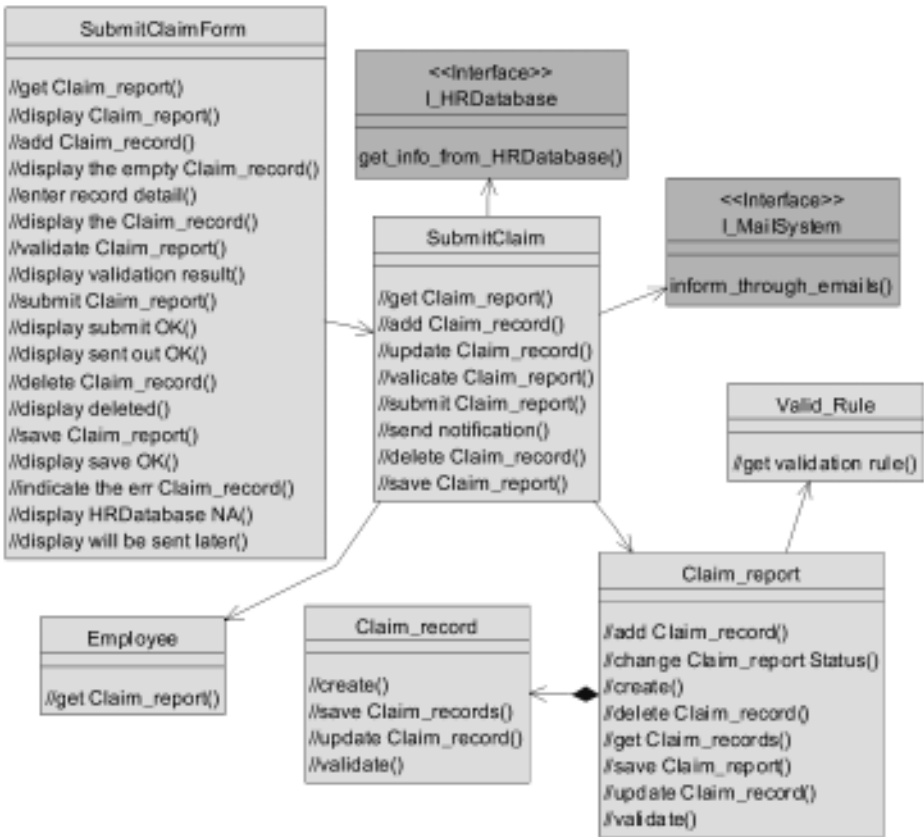 SubmitClaimForm
//get Claim_report()
//display Claim_report()
//add Claim_record()
//display the empty Claim_record()
//enter record detail()
//display the Claim_record()
//validate Claim_report()
//display validation result()
//submit Claim_report()
//display submit OK()
//display sent out OK()
//delete Claim_record()
//display deleted()
//save Claim_report()
//display save OK()
//indicate the err Claim_record()
//display HRDatabase NA()
//display will be sent later()
<<Interface>>
I_HRDatabase
get_info_from_HRDatabase()
<<Interface>>
I_MailSystem
inform_through_emails()
SubmitClaim
//get Claim_report()
//add Claim_record()
//update Claim_record()
//valicate Claim_report()
//submit Claim_report()
//send notification()
//delete Claim_record()
//save Claim_report()
Valid_Rule
//get validation rule()
Employee
//get Claim_report()
Claim_record
//create()
//save Claim_records()
//update Claim_record()
//validate()
Claim_report
//add Claim_record()
//change Claim_report Status()
//create()
//delete Claim_record()
//get Claim_records()
//save Claim_report()
//update Claim_record()
//validate()